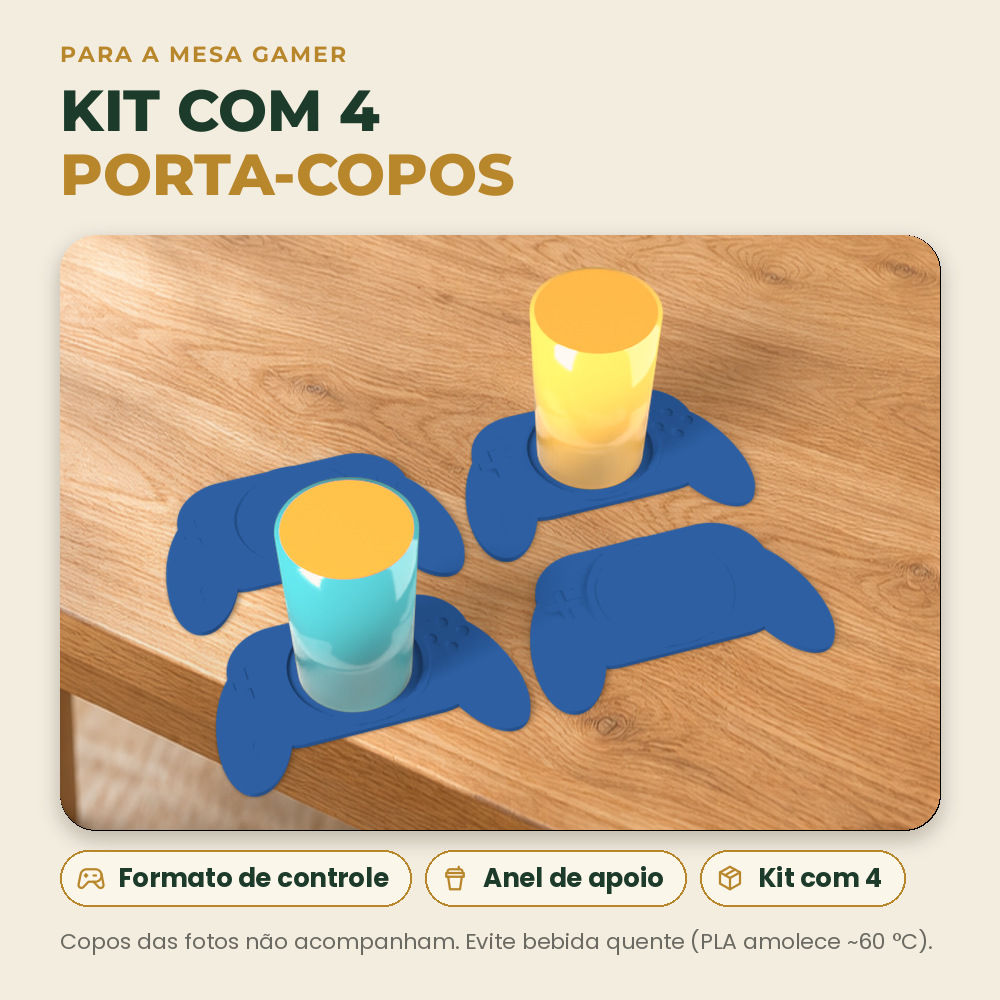 PARA A MESA GAMER
KIT COM 4
PORTA-COPOS
Formato de controle
Anel de apoio
Kit com 4
Copos das fotos não acompanham. Evite bebida quente (PLA amolece ~60 °C).